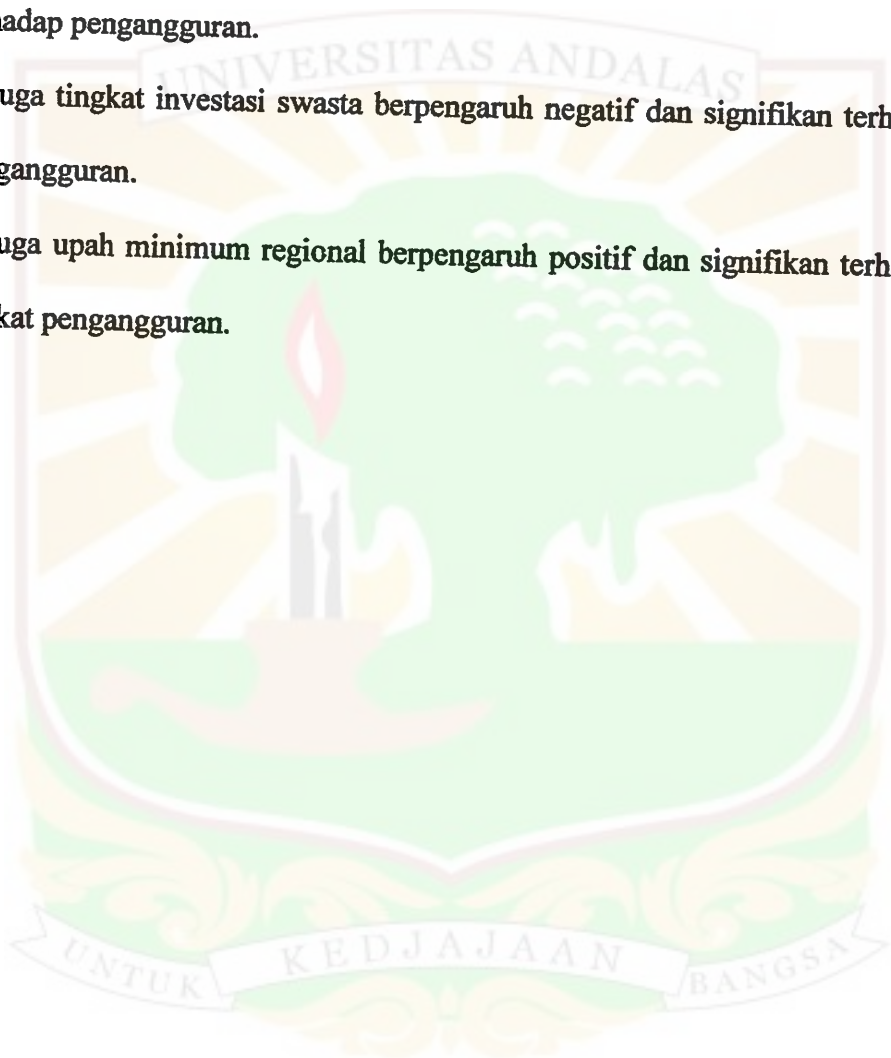 hadap pengangguran.
UNIVERSITAS ANDALAS
uga tingkat investasi swasta berpengaruh negatif dan signifikan terh
gangguran.
uga upah minimum regional berpengaruh positif dan signifikan terh
kat pengangguran.
UNTUK KEDJAJAAN BANGSA